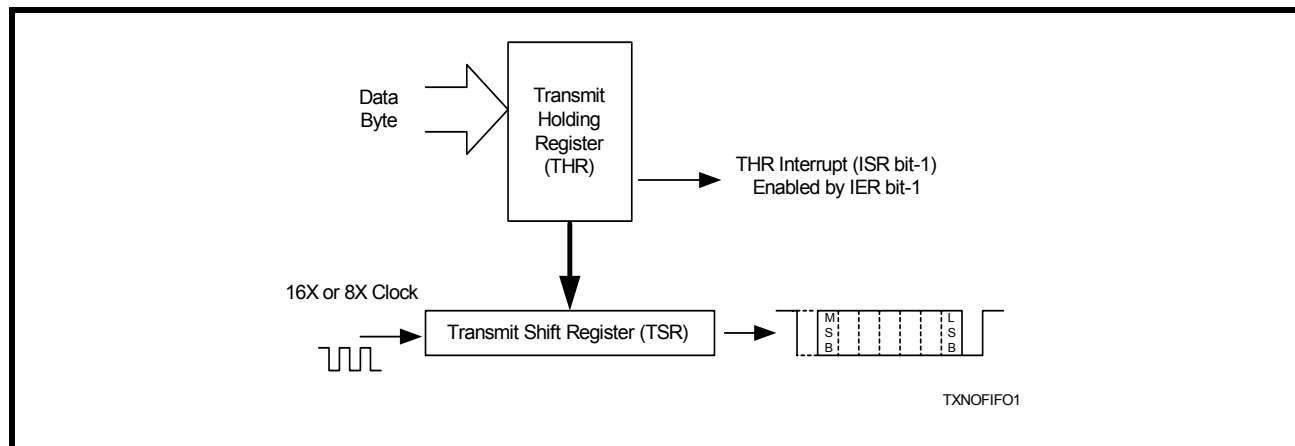 Data
Byte
Transmit
Holding
Register
(THR)
THR Interrupt (ISR bit-1)
Enabled by IER bit-1
16X or 8X Clock
Transmit Shift Register (TSR)
M
S
B
L
S
B
TXNOFIFO1